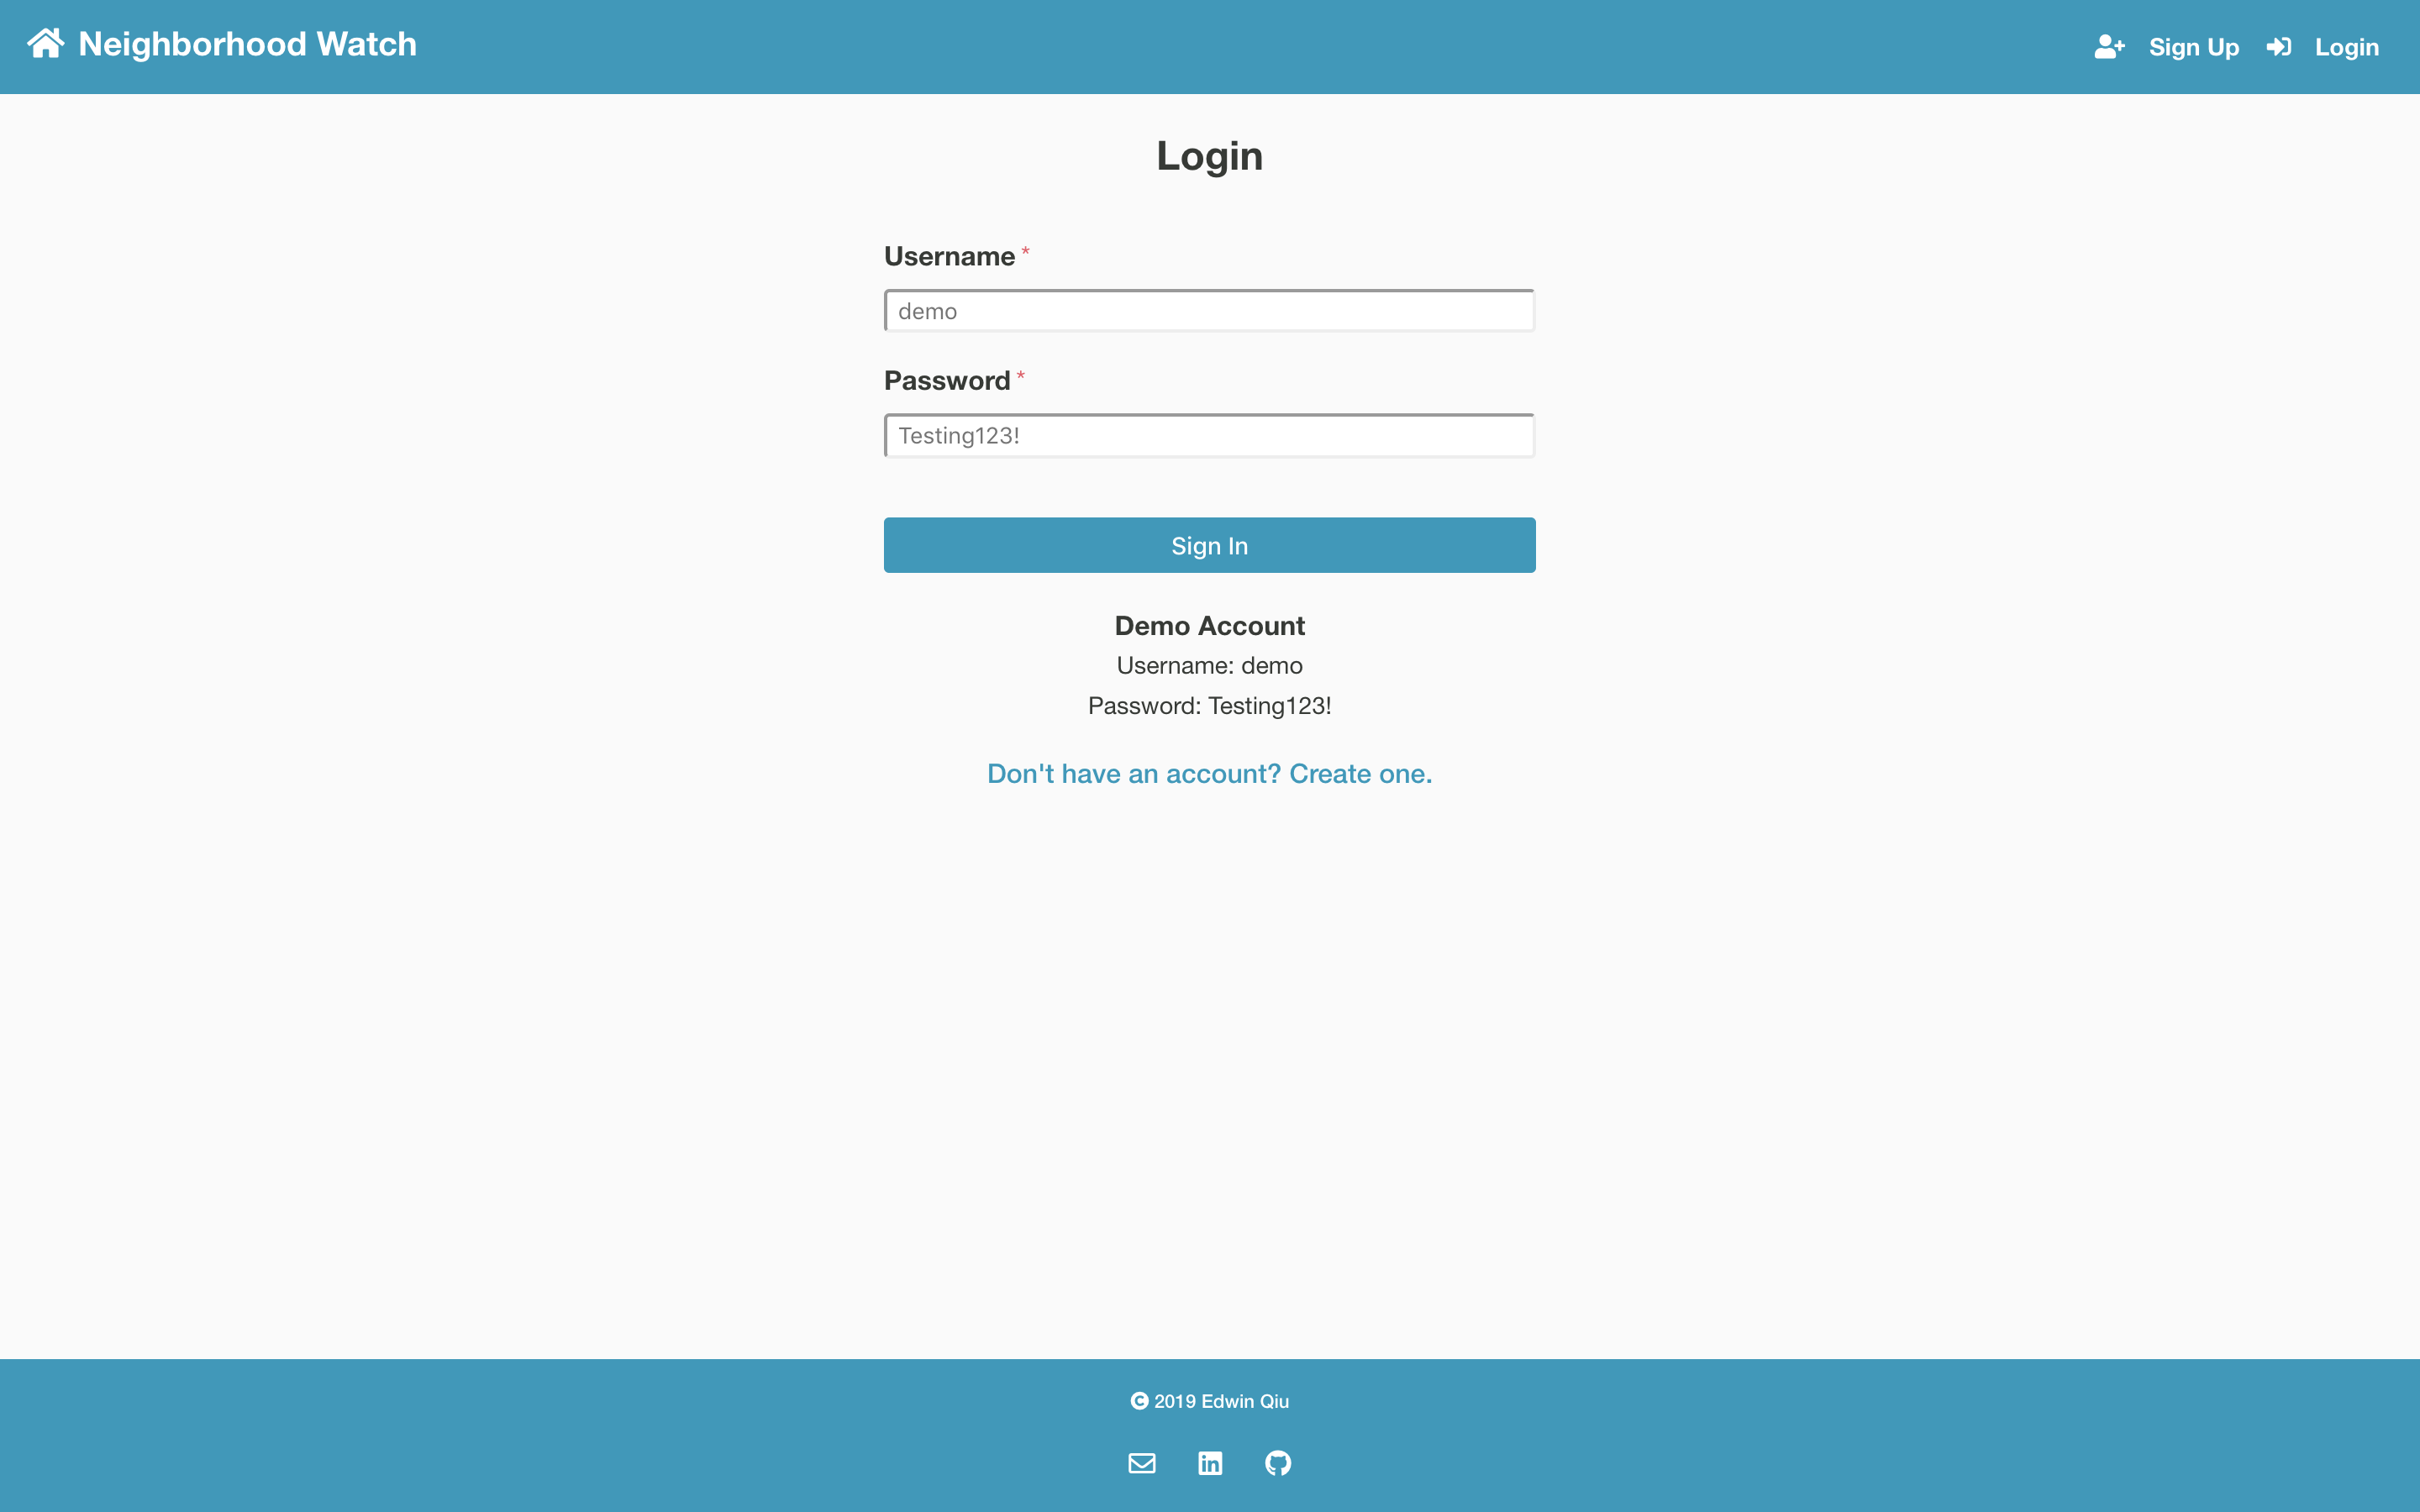 Neighborhood Watch
Sign Up
Login
Login
Username *
demo
Password *
Testing123!
Sign In
Demo Account
Username: demo
Password: Testing123!
Don't have an account? Create one.
© 2019 Edwin Qiu